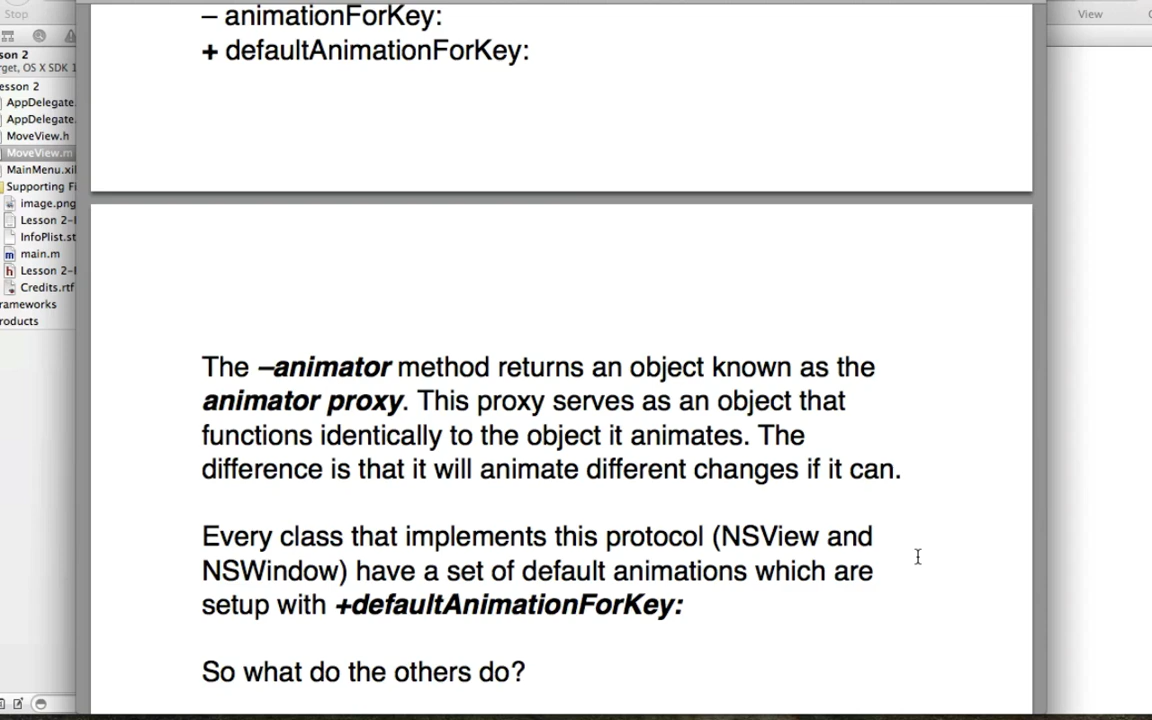 Stop
View
– animationForKey:
+ defaultAnimationForKey:
son 2
rget, OS X SDK 1
esson 2
AppDelegate.
AppDelegate.
MoveView.h
MoveView.m
MainMenu.xil
Supporting Fi
image.png
Lesson 2-I
InfoPlist.st
main.m
Lesson 2-I
Credits.rtf
rameworks
roducts
The –animator method returns an object known as the
animator proxy. This proxy serves as an object that
functions identically to the object it animates. The
difference is that it will animate different changes if it can.
Every class that implements this protocol (NSView and
NSWindow) have a set of default animations which are
setup with +defaultAnimationForKey:
So what do the others do?